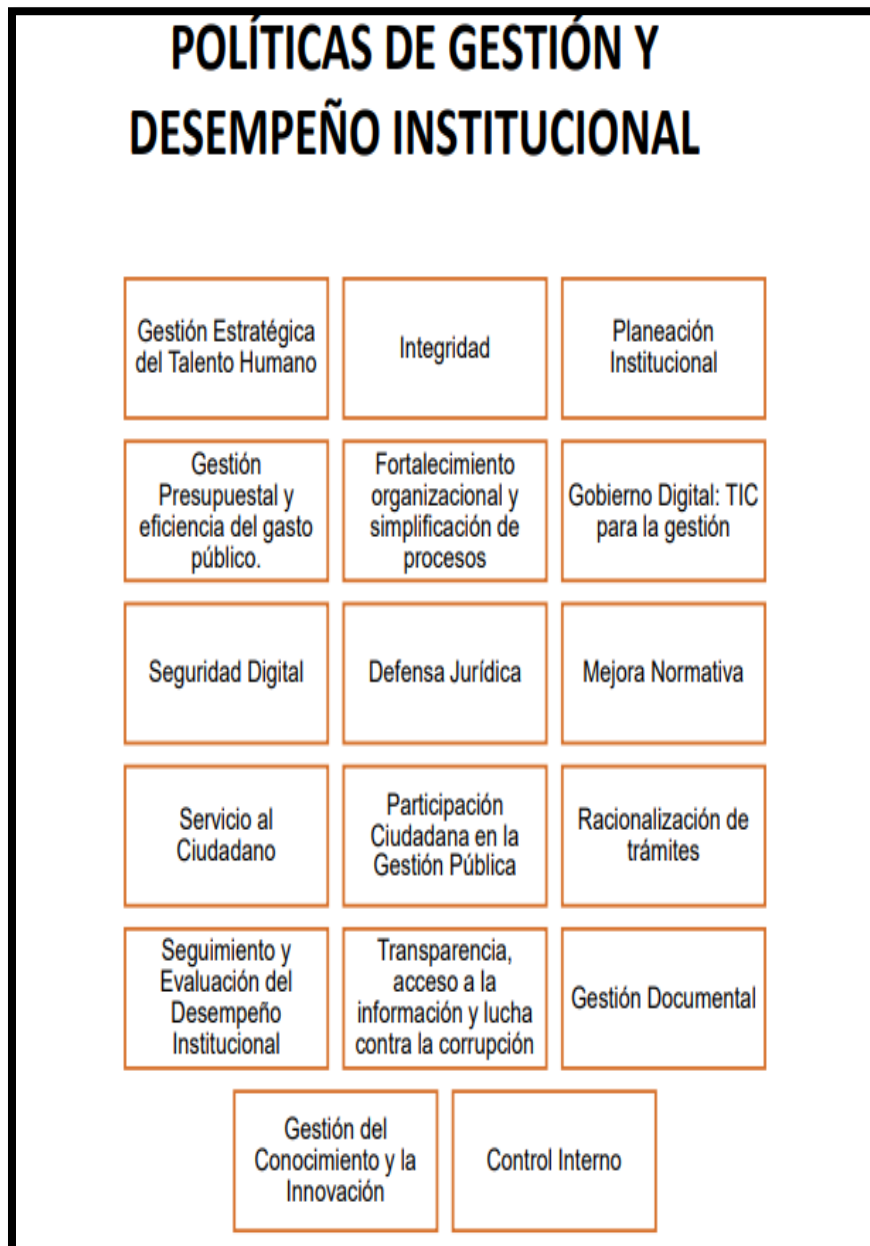 POLÍTICAS DE GESTIÓN Y
DESEMPEÑO INSTITUCIONAL
Gestión Estratégica
del Talento Humano
Integridad
Planeación
Institucional
Gestión
Presupuestal y
eficiencia del gasto
público.
Fortalecimiento
organizacional y
simplificación de
procesos
Gobierno Digital: TIC
para la gestión
Seguridad Digital
Defensa Jurídica
Mejora Normativa
Servicio al
Ciudadano
Participación
Ciudadana en la
Gestión Pública
Racionalización de
trámites
Seguimiento y
Evaluación del
Desempeño
Institucional
Transparencia,
acceso a la
información y lucha
contra la corrupción
Gestión Documental
Gestión del
Conocimiento y la
Innovación
Control Interno